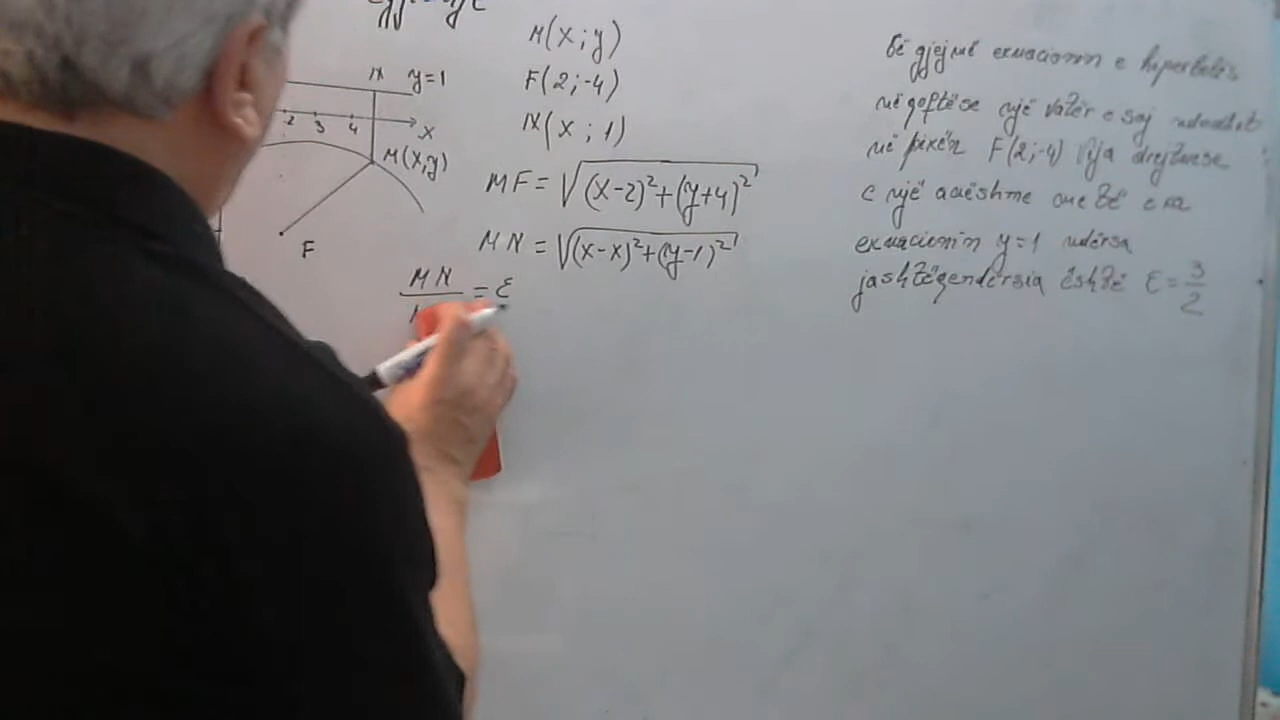 N y=1
2 3 4 x
M(x,y)
F
M(x;y)
F(2;-4)
N(x;1)
MF = √(x-2)²+(y+4)²
MN = √(x-x)²+(y-1)²
MN
= ε
të gjejmë ekuacionin e hiperbolës
në qoftëse një vatër e saj ndodhet
në pikën F(2;-4) Vija drejtuese
e një anëshme me të e ka
ekuacionin y=1 ndërsa
jashtëqendërsia është ε = 3/2